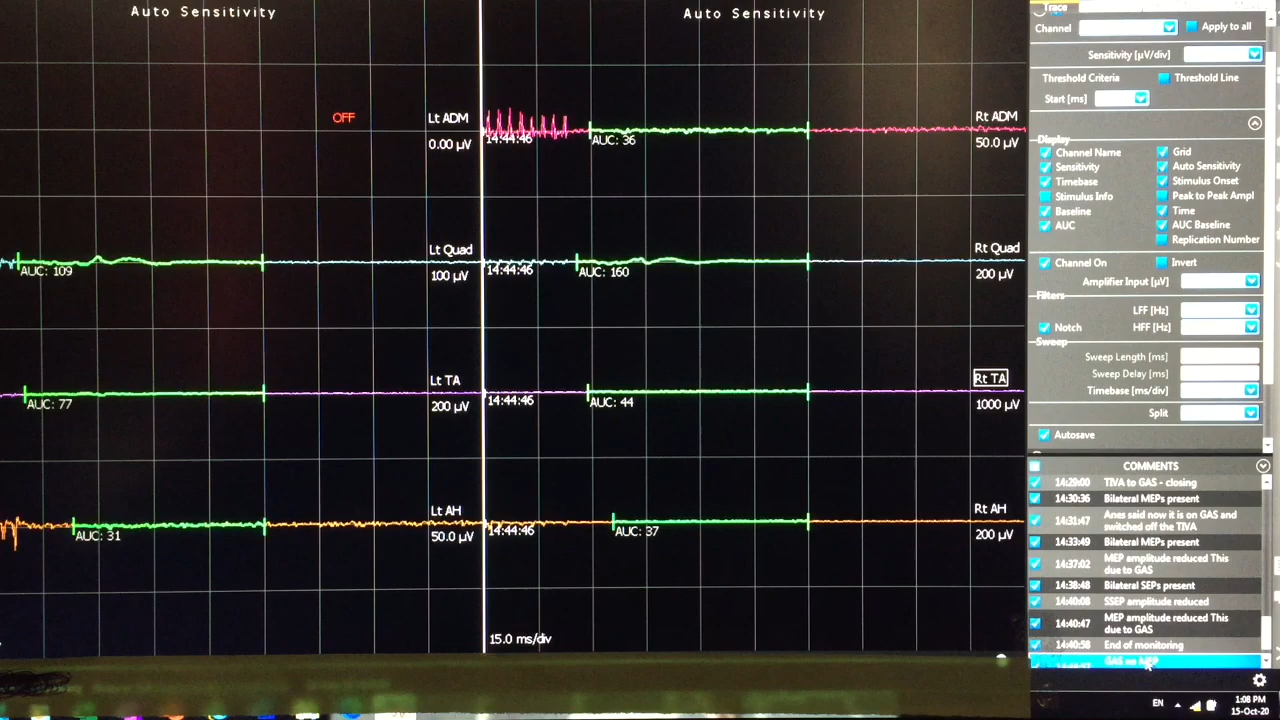 Auto Sensitivity
Auto Sensitivity
OFF
Lt ADM
0.00 µV
14:44:46
AUC: 36
Rt ADM
50.0 µV
AUC: 109
Lt Quad
100 µV
14:44:46
AUC: 160
Rt Quad
200 µV
AUC: 77
Lt TA
200 µV
14:44:46
AUC: 44
Rt TA
1000 µV
AUC: 31
Lt AH
50.0 µV
14:44:46
AUC: 37
Rt AH
200 µV
15.0 ms/div
Trace
Channel
Apply to all
Sensitivity [µV/div]
Threshold Criteria
Threshold Line
Start [ms]
Display
Channel Name
Grid
Sensitivity
Auto Sensitivity
Timebase
Stimulus Onset
Stimulus Info
Peak to Peak Ampl
Baseline
Time
AUC
AUC Baseline
Replication Number
Channel On
Invert
Amplifier Input [µV]
Filters
LFF [Hz]
Notch
HFF [Hz]
Sweep
Sweep Length [ms]
Sweep Delay [ms]
Timebase [ms/div]
Split
Autosave
COMMENTS
14:29:00 TIVA to GAS - closing
14:30:36 Bilateral MEPs present
14:31:47 Anes said now it is on GAS and
switched off the TIVA
14:33:49 Bilateral MEPs present
14:37:02 MEP amplitude reduced This
due to GAS
14:38:48 Bilateral SEPs present
14:40:08 SSEP amplitude reduced
14:40:47 MEP amplitude reduced This
due to GAS
14:40:58 End of monitoring
GAS no MEP
EN
1:08 PM
15-Oct-20